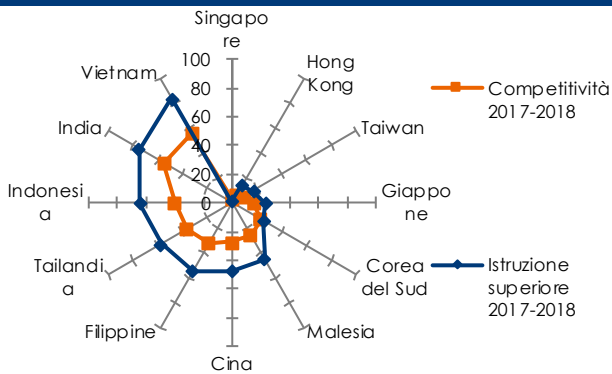 Singapo
re
Hong
Kong
Taiwan
Giappo
ne
Corea
del Sud
Malesia
Cina
Filippine
Tailandi
a
Indonesi
a
India
Vietnam
100
80
60
40
20
0
Competitività
2017-2018
Istruzione
superiore
2017-2018